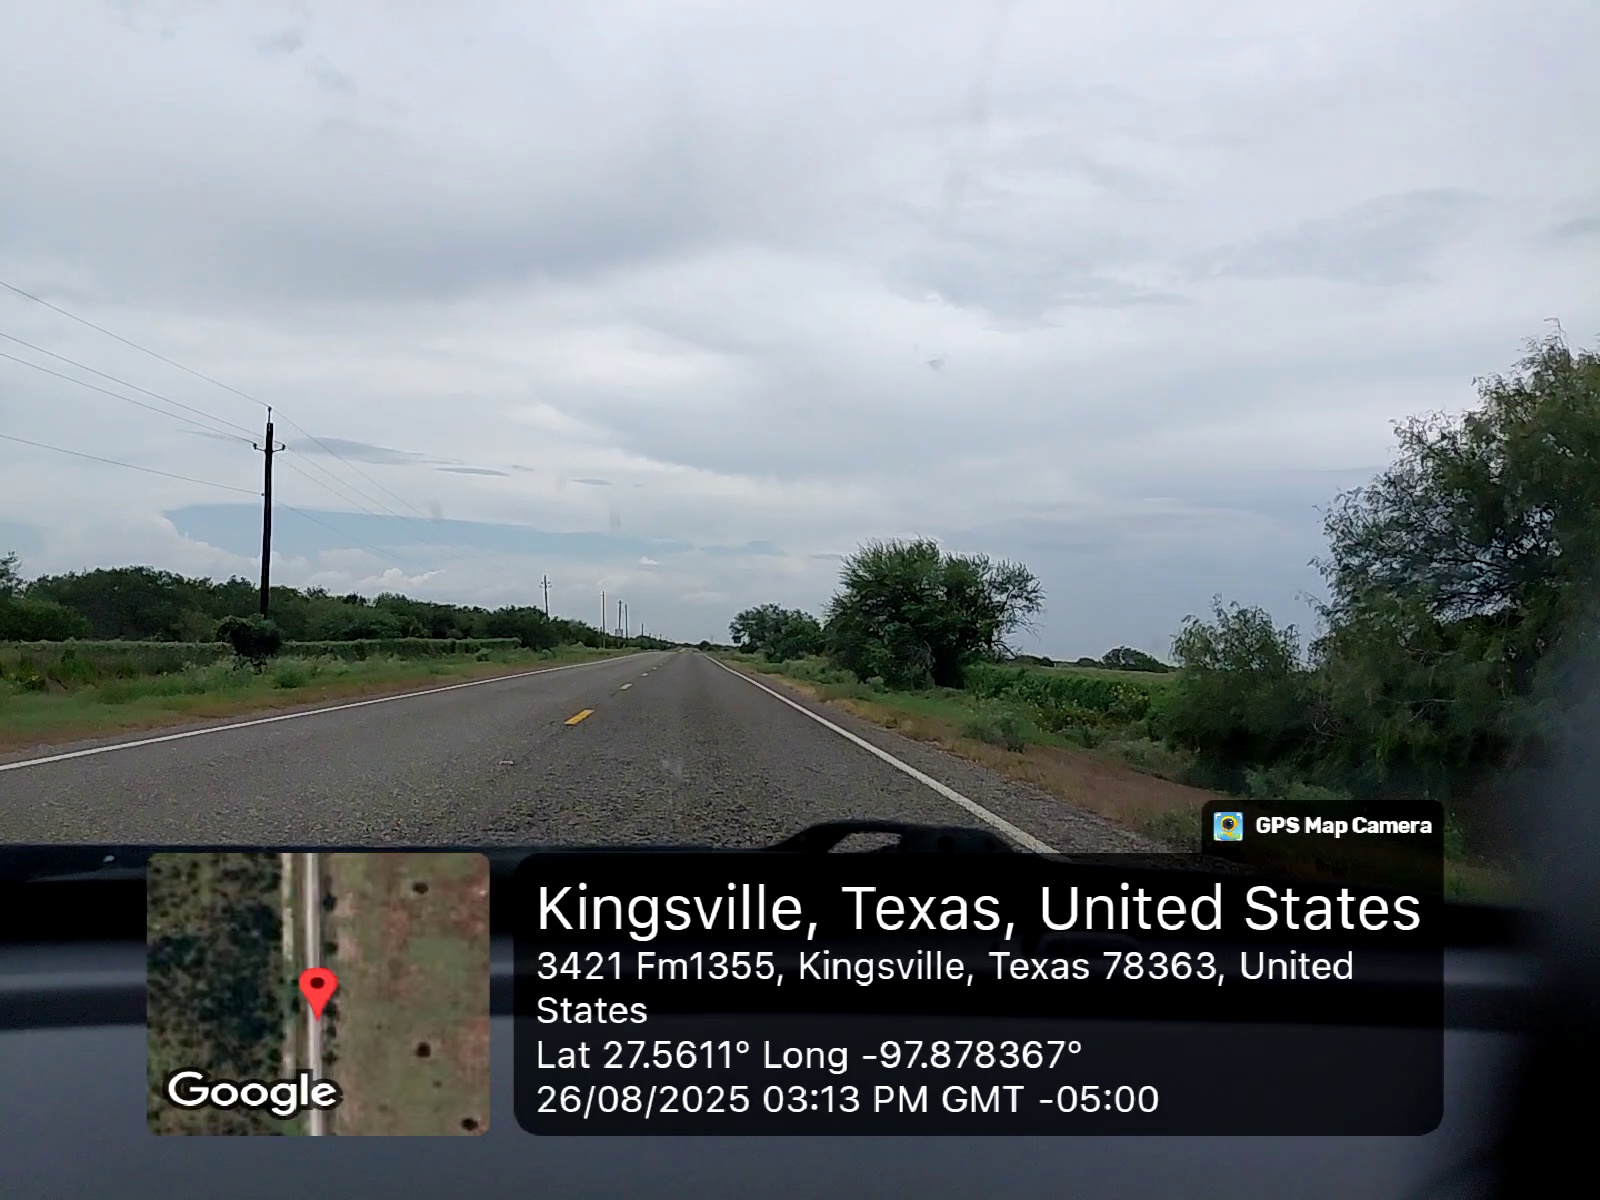 GPS Map Camera
Kingsville, Texas, United States
3421 Fm1355, Kingsville, Texas 78363, United
States
Lat 27.5611° Long -97.878367°
26/08/2025 03:13 PM GMT -05:00
Google